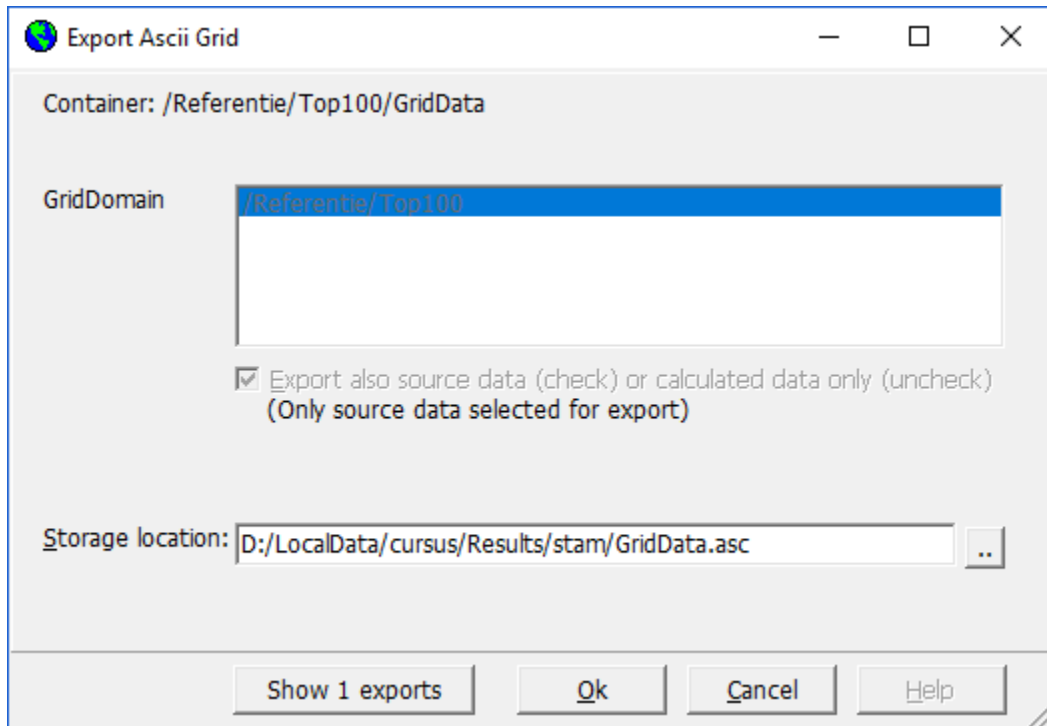 Export Ascii Grid
Container: /Referentie/Top100/GridData
GridDomain
/Referentie/Top100
Export also source data (check) or calculated data only (uncheck)
(Only source data selected for export)
Storage location: D:/LocalData/cursus/Results/stam/GridData.asc ..
Show 1 exports Ok Cancel Help